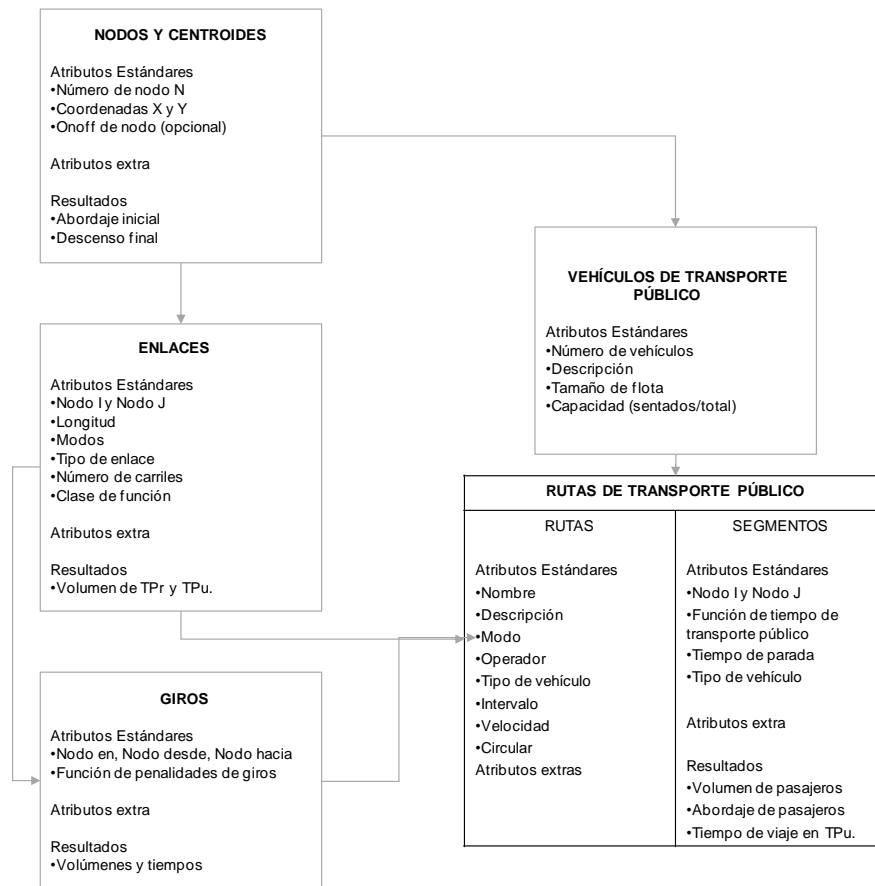 NODOS Y CENTROIDES
Atributos Estándares
•Número de nodo N
•Coordenadas X y Y
•Onoff de nodo (opcional)
Atributos extra
Resultados
•Abordaje inicial
•Descenso final
VEHÍCULOS DE TRANSPORTE
PÚBLICO
Atributos Estándares
•Número de vehículos
•Descripción
•Tamaño de flota
•Capacidad (sentados/total)
ENLACES
Atributos Estándares
•Nodo I y Nodo J
•Longitud
•Modos
•Tipo de enlace
•Número de carriles
•Clase de función
Atributos extra
Resultados
•Volumen de TPr y TPu.
GIROS
Atributos Estándares
•Nodo en, Nodo desde, Nodo hacia
•Función de penalidades de giros
Atributos extra
Resultados
•Volúmenes y tiempos
RUTAS DE TRANSPORTE PÚBLICO
RUTAS
Atributos Estándares
•Nombre
•Descripción
•Modo
•Operador
•Tipo de vehículo
•Intervalo
•Velocidad
•Circular
Atributos extras
SEGMENTOS
Atributos Estándares
•Nodo I y Nodo J
•Función de tiempo de
transporte público
•Tiempo de parada
•Tipo de vehículo
Atributos extra
Resultados
•Volumen de pasajeros
•Abordaje de pasajeros
•Tiempo de viaje en TPu.